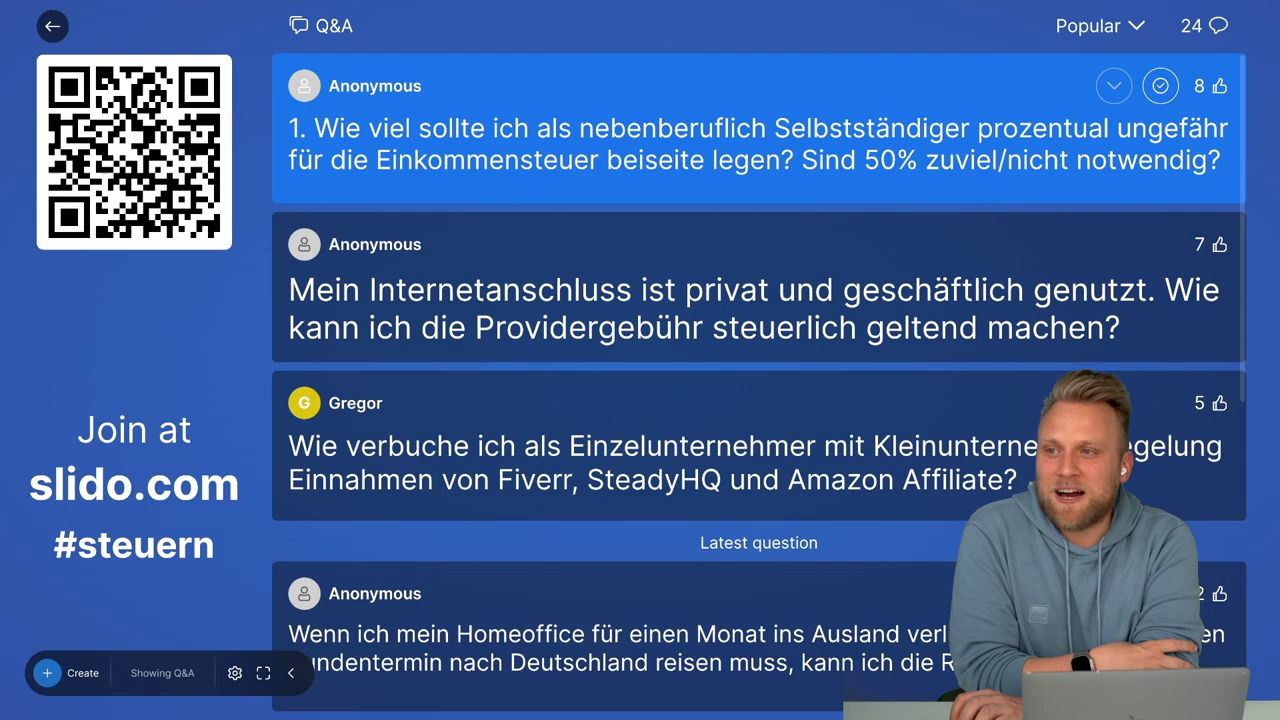 Q&A
Popular
24
Anonymous
8
1. Wie viel sollte ich als nebenberuflich Selbstständiger prozentual ungefähr
für die Einkommensteuer beiseite legen? Sind 50% zuviel/nicht notwendig?
Anonymous
7
Mein Internetanschluss ist privat und geschäftlich genutzt. Wie
kann ich die Providergebühr steuerlich geltend machen?
G
Gregor
5
Wie verbuche ich als Einzelunternehmer mit
Einnahmen von Fiverr, SteadyHQ und Amazon Affiliate?
Latest question
Anonymous
Wenn ich mein Homeoffice für einen Monat ins Ausland
nach Deutschland reisen muss, kann ich die
Join at
slido.com
#steuern
Create
Showing Q&A